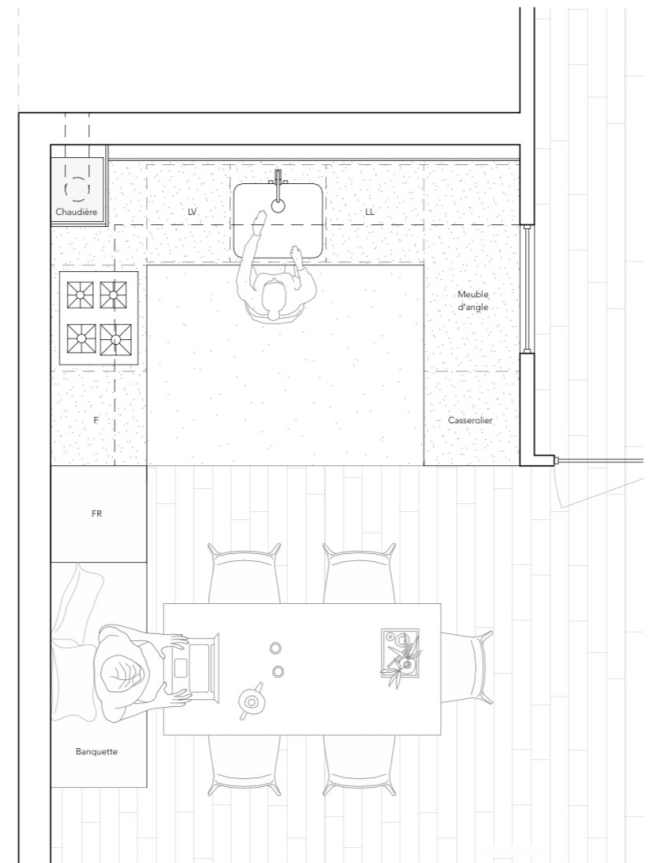 Chaudière
LV
LL
Meuble
d'angle
F
Casserolier
FR
Banquette